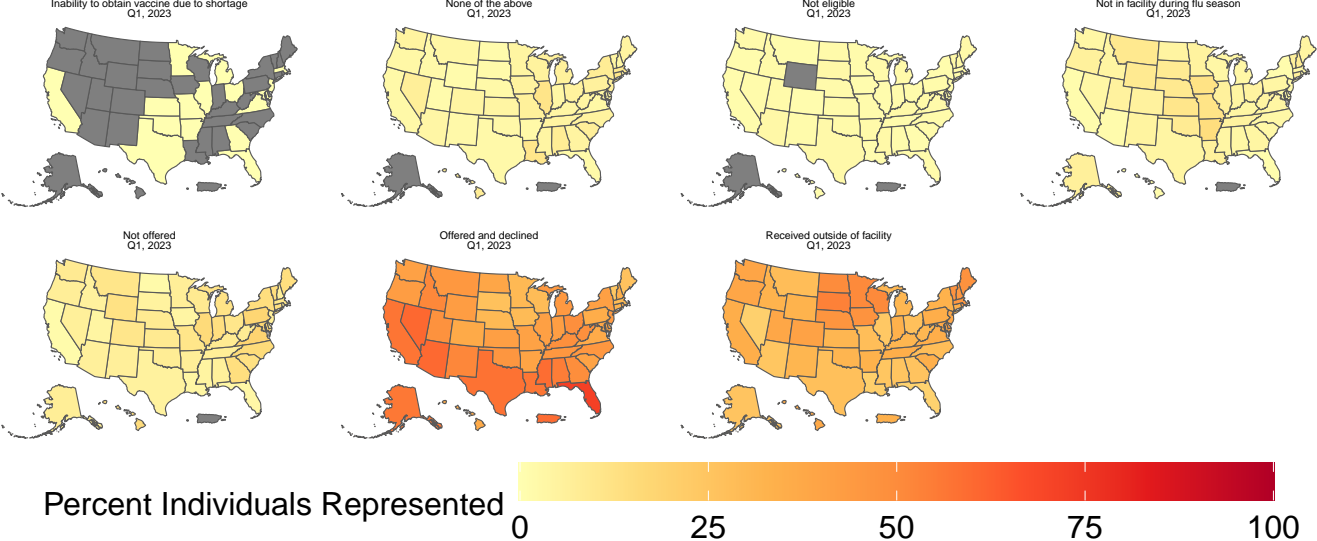 Inability to obtain vaccine due to shortage
Q1, 2023
None of the above
Q1, 2023
Not eligible
Q1, 2023
Not in facility during flu season
Q1, 2023
Not offered
Q1, 2023
Offered and declined
Q1, 2023
Received outside of facility
Q1, 2023
Percent Individuals Represented
0 25 50 75 100